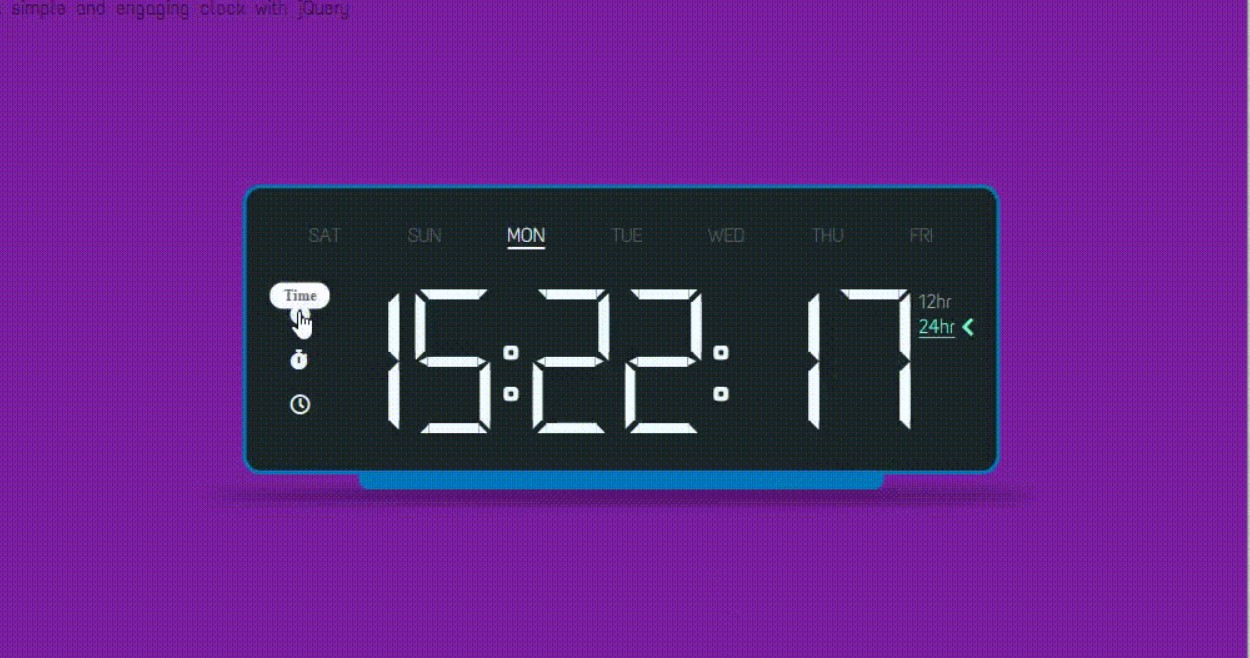 simple and engaging clock with jQuery
SAT SUN MON TUE WED THU FRI
Time
15:22:17
12hr
24hr